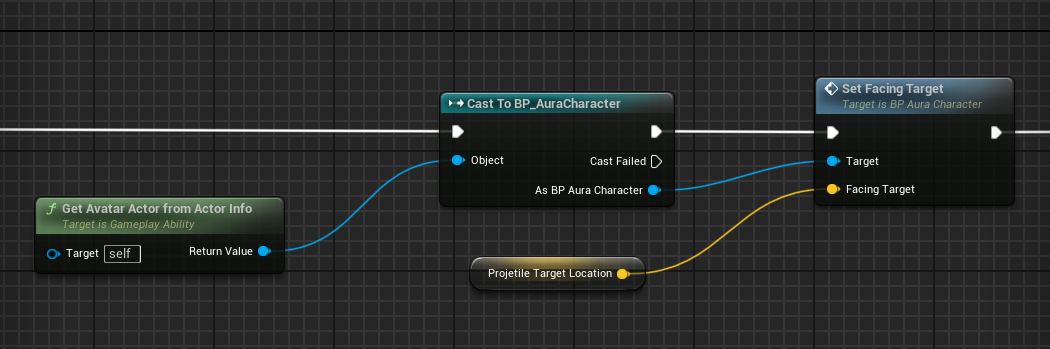 Set Facing Target
Target is BP Aura Character
Cast To BP_AuraCharacter
Object
Cast Failed
As BP Aura Character
Target
Facing Target
f Get Avatar Actor from Actor Info
Target is Gameplay Ability
Target self
Return Value
Projetile Target Location